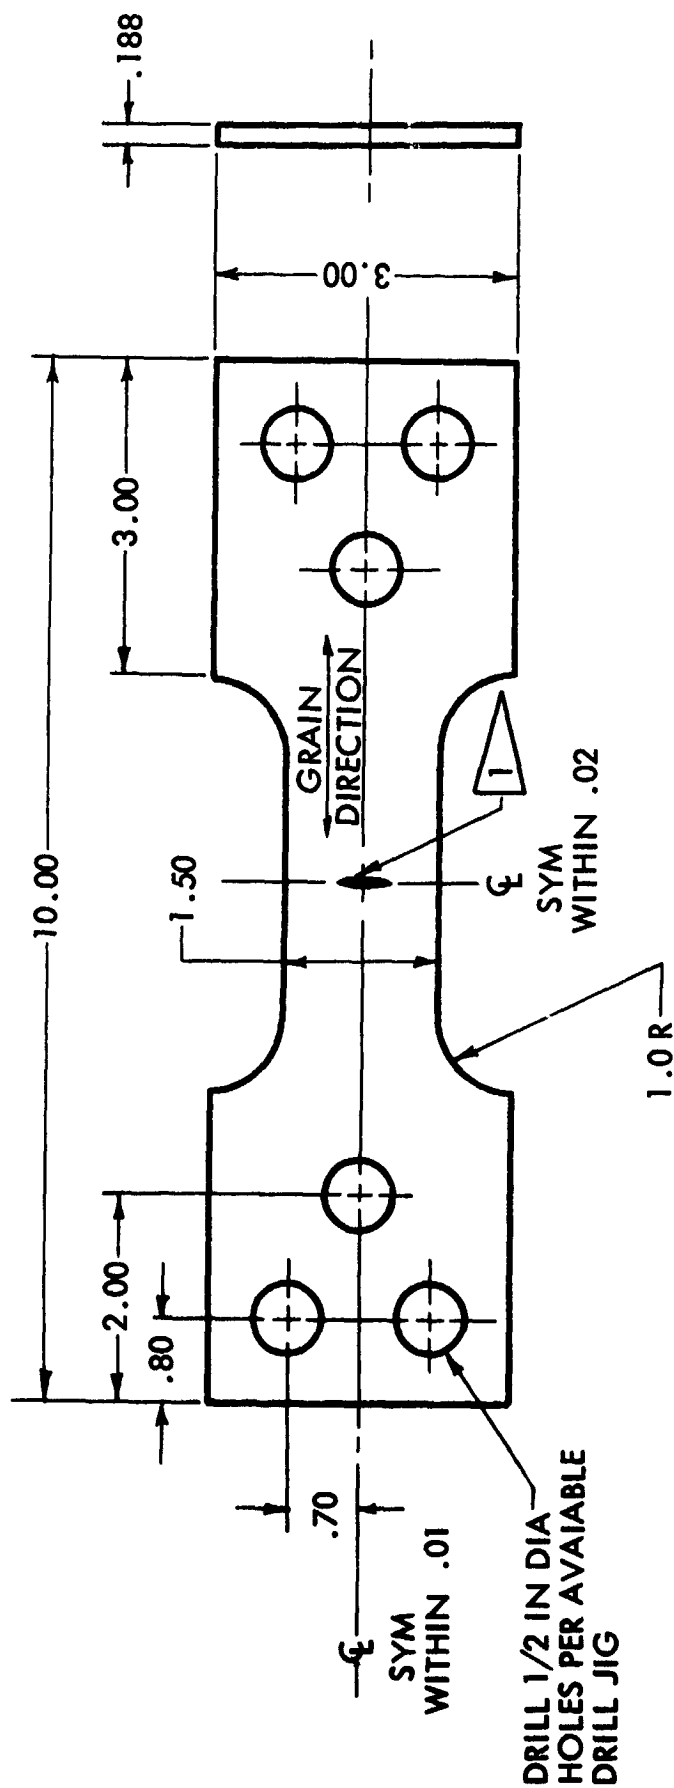 10.00
3.00
.188
2.00
.80
1.50
3.00
GRAIN
DIRECTION
.70
℄
SYM
WITHIN .01
℄
SYM
WITHIN .02
1
1.0 R
DRILL 1/2 IN DIA
HOLES PER AVAIABLE
DRILL JIG